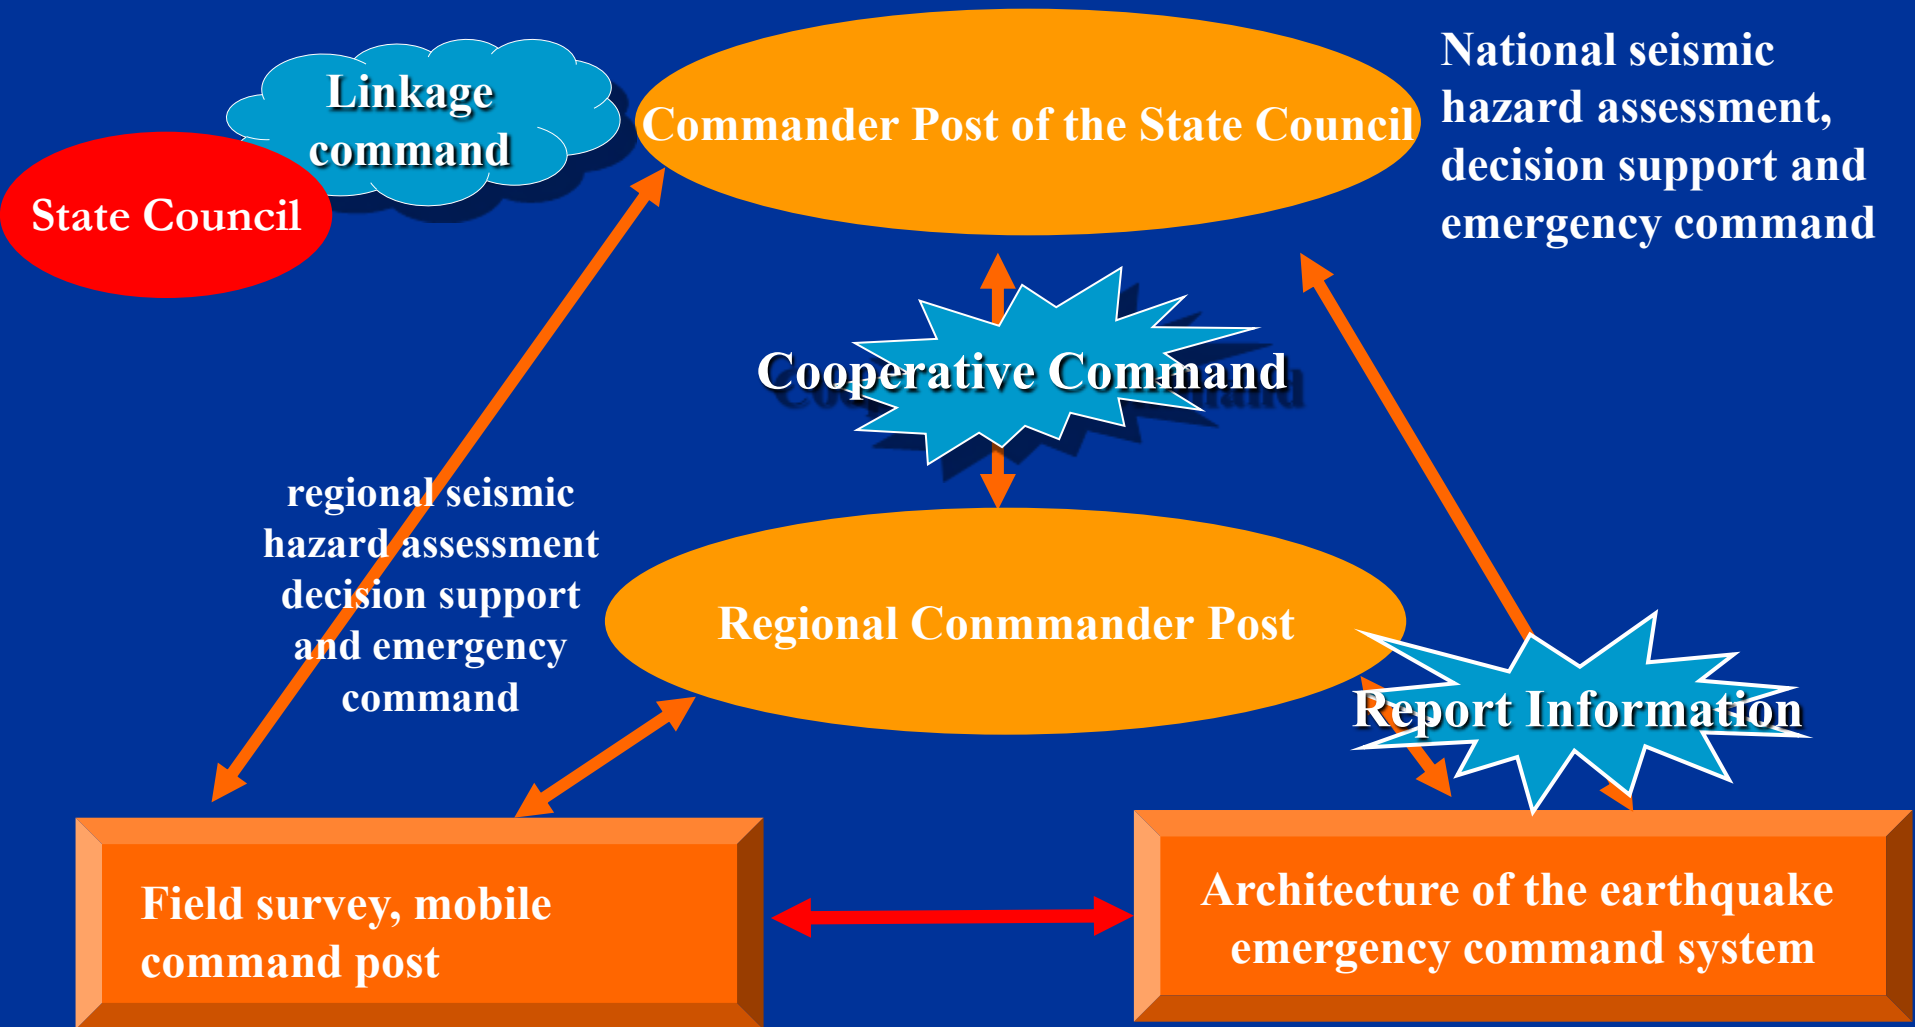 Linkage
command
State Council
Commander Post of the State Council
National seismic
hazard assessment,
decision support and
emergency command
Cooperative Command
regional seismic
hazard assessment
decision support
and emergency
command
Regional Conmmander Post
Report Information
Field survey, mobile
command post
Architecture of the earthquake
emergency command system